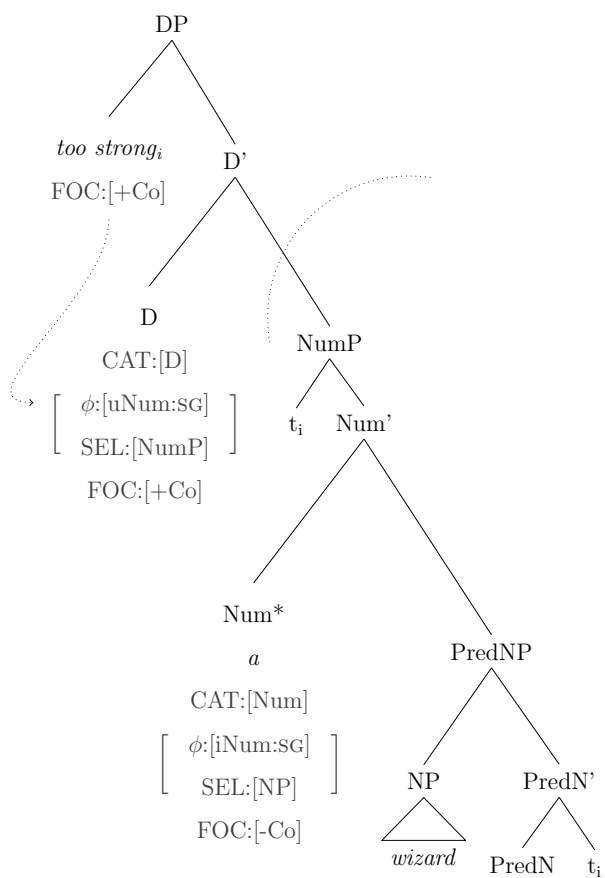 DP
too strongᵢ
FOC:[+Co]
D'
D
CAT:[D]
ϕ:[uNum:SG]
SEL:[NumP]
FOC:[+Co]
NumP
tᵢ
Num'
Num*
a
CAT:[Num]
ϕ:[iNum:SG]
SEL:[NP]
FOC:[-Co]
PredNP
NP
wizard
PredN'
PredN
tᵢ